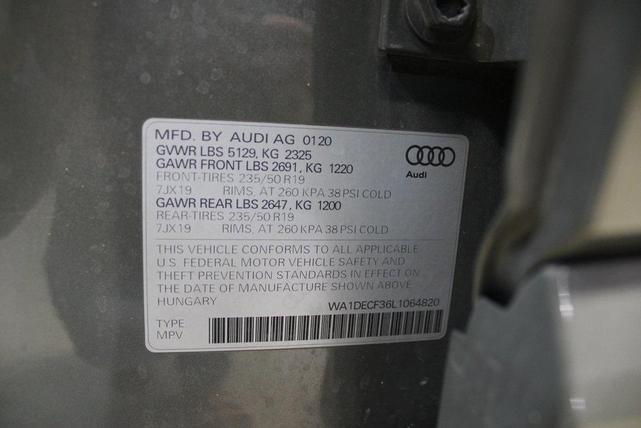 MFD. BY AUDI AG 0120
GVWR LBS 5129, KG 2325
GAWR FRONT LBS 2691, KG 1220
FRONT-TIRES 235/50 R19
7JX19 RIMS, AT 260 KPA 38 PSI COLD
GAWR REAR LBS 2647, KG 1200
REAR-TIRES 235/50 R19
7JX19 RIMS, AT 260 KPA 38 PSI COLD
Audi
THIS VEHICLE CONFORMS TO ALL APPLICABLE
U.S. FEDERAL MOTOR VEHICLE SAFETY AND
THEFT PREVENTION STANDARDS IN EFFECT ON
THE DATE OF MANUFACTURE SHOWN ABOVE
HUNGARY
WA1DECF36L1064820
TYPE
MPV